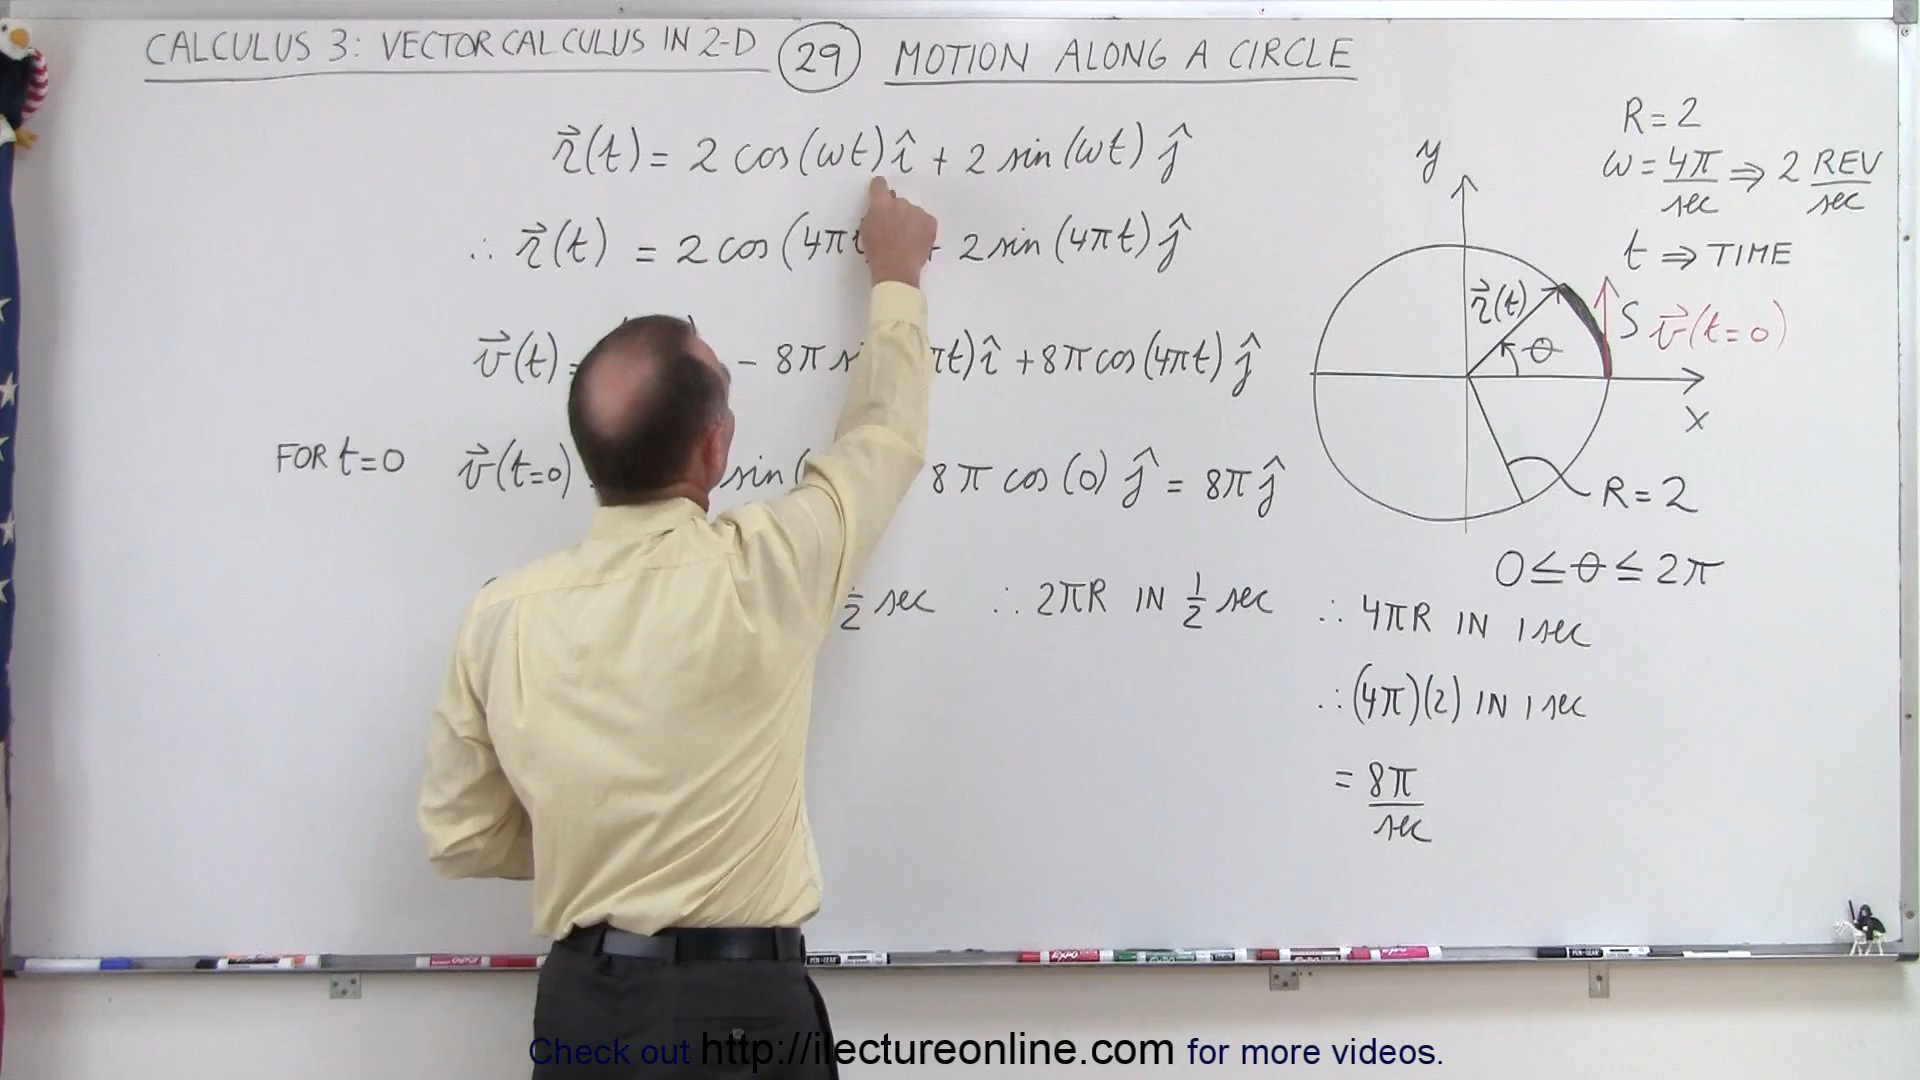 CALCULUS 3: VECTOR CALCULUS IN 2-D (29) MOTION ALONG A CIRCLE
r⃗(t) = 2 cos(ωt) î + 2 sin(ωt) ĵ
∴ r⃗(t) = 2 cos(4πt + 2 sin(4πt) ĵ
v⃗(t) = - 8π πt) î + 8π cos(4πt) ĵ
FOR t=0 v⃗(t=0) sin( 8π cos(0) ĵ = 8π ĵ
1/2 sec ∴ 2πR IN 1/2 sec ∴ 4πR IN 1 sec
∴ (4π)(2) IN 1 sec
= 8π/sec
R = 2
ω = 4π/sec ⇒ 2 REV/sec
t ⇒ TIME
y
r⃗(t)
θ
S
v⃗(t=0)
x
R = 2
0 ≤ θ ≤ 2π
EXPO
Check out http://ilectureonline.com for more videos.